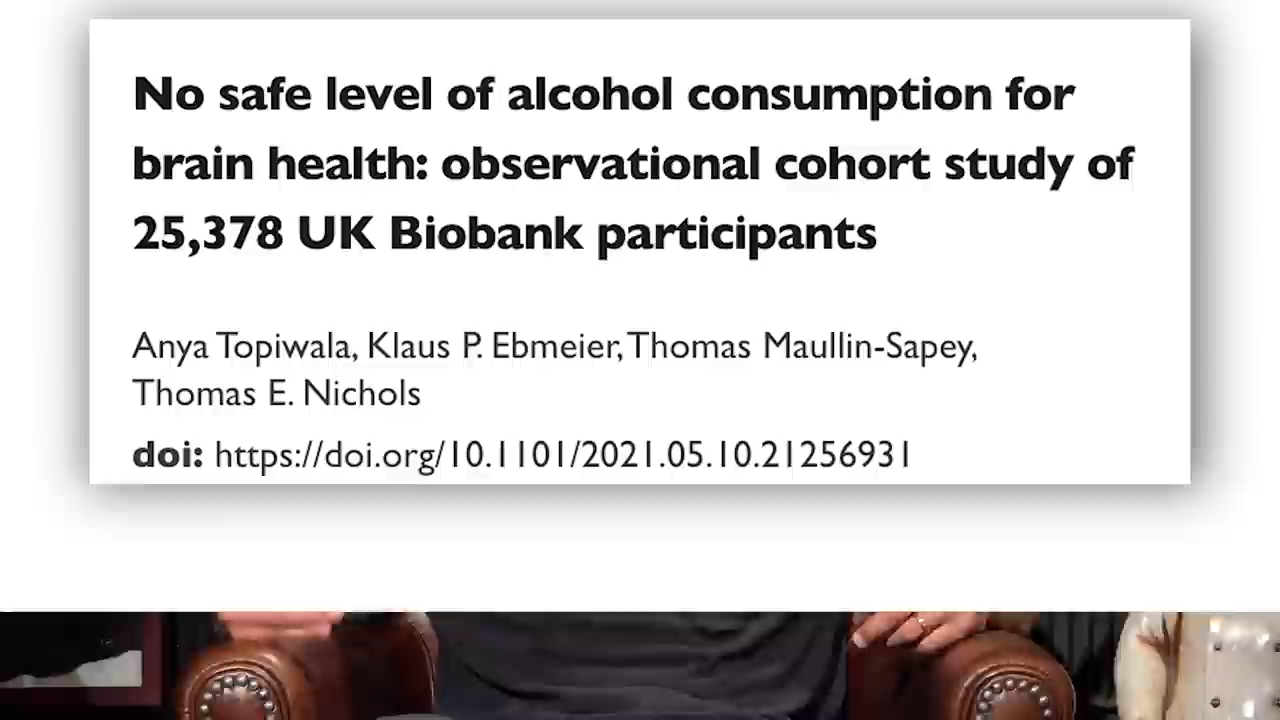 No safe level of alcohol consumption for
brain health: observational cohort study of
25,378 UK Biobank participants
Anya Topiwala, Klaus P. Ebmeier, Thomas Maullin-Sapey,
Thomas E. Nichols
doi: https://doi.org/10.1101/2021.05.10.21256931